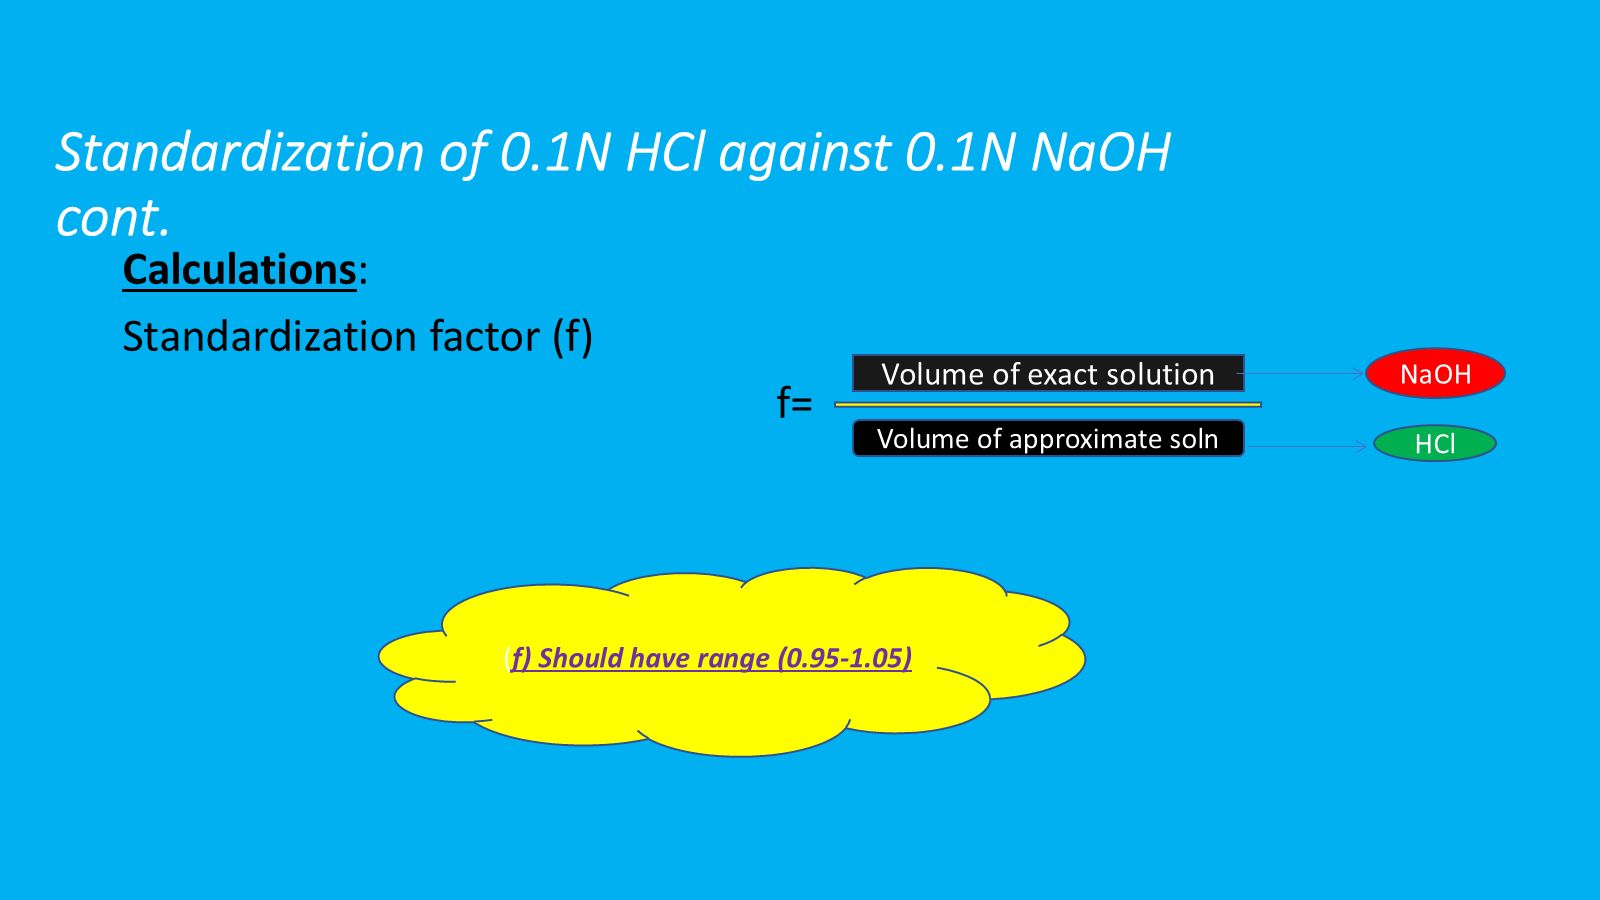 Standardization of 0.1N HCl against 0.1N NaOH
cont.
Calculations:
Standardization factor (f)
f=
Volume of exact solution
NaOH
Volume of approximate soln
HCl
(f) Should have range (0.95-1.05)